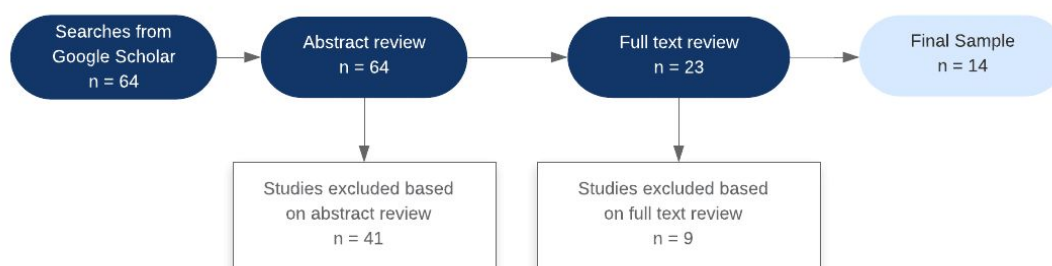 Searches from
Google Scholar
n = 64
Abstract review
n = 64
Full text review
n = 23
Final Sample
n = 14
Studies excluded based
on abstract review
n = 41
Studies excluded based
on full text review
n = 9